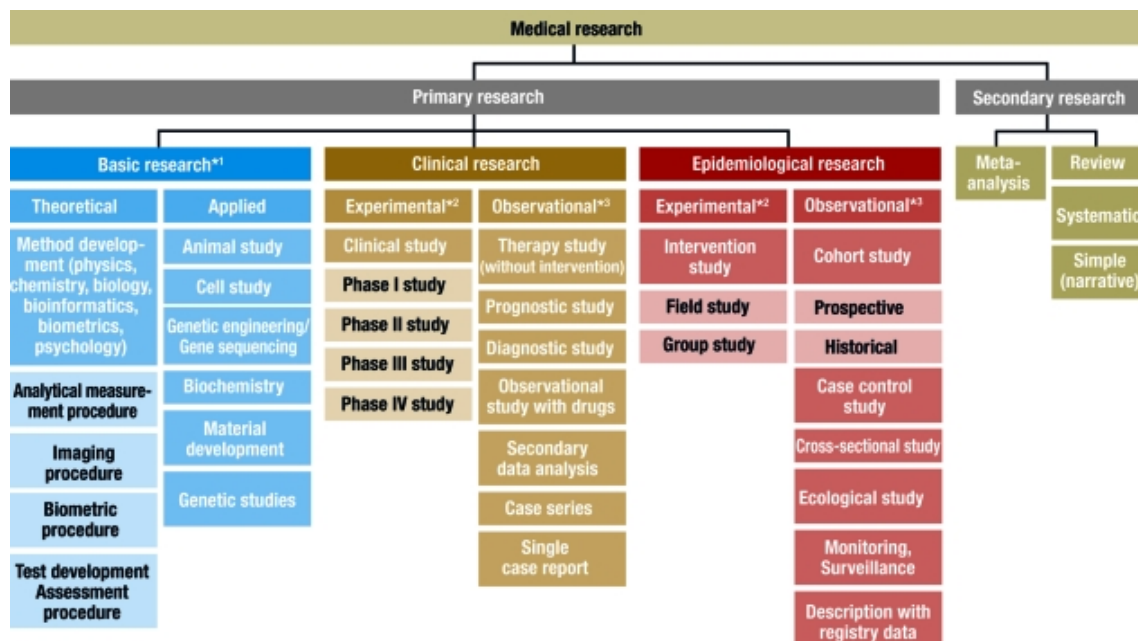 Medical research
Primary research
Secondary research
Basic research*1
Clinical research
Epidemiological research
Meta-
analysis
Review
Systematic
Simple
(narrative)
Theoretical
Method develop-
ment (physics,
chemistry, biology,
bioinformatics,
biometrics,
psychology)
Analytical measure-
ment procedure
Imaging
procedure
Biometric
procedure
Test development
Assessment
procedure
Applied
Animal study
Cell study
Genetic engineering/
Gene sequencing
Biochemistry
Material
development
Genetic studies
Experimental*2
Clinical study
Phase I study
Phase II study
Phase III study
Phase IV study
Observational*3
Therapy study
(without intervention)
Prognostic study
Diagnostic study
Observational
study with drugs
Secondary
data analysis
Case series
Single
case report
Experimental*2
Intervention
study
Field study
Group study
Observational*3
Cohort study
Prospective
Historical
Case control
study
Cross-sectional study
Ecological study
Monitoring,
Surveillance
Description with
registry data